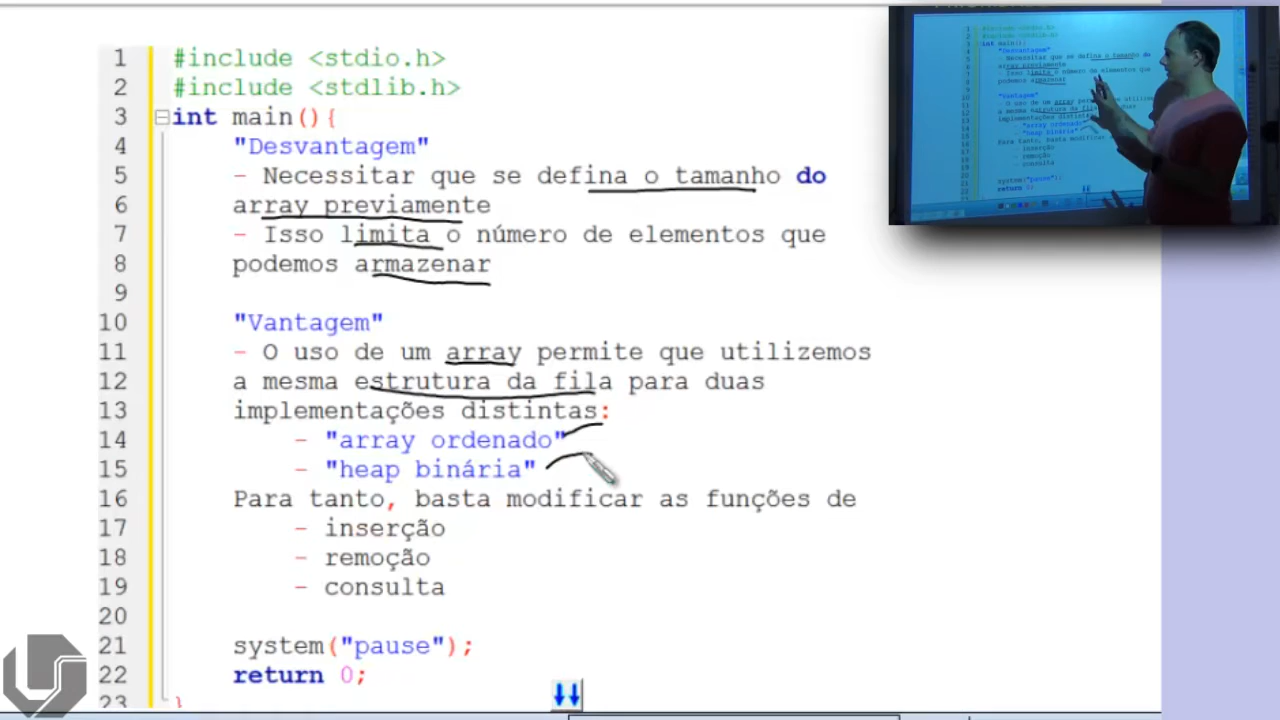 1 #include <stdio.h>
2 #include <stdlib.h>
3 int main(){
4 "Desvantagem"
5 - Necessitar que se defina o tamanho do
6 array previamente
7 - Isso limita o número de elementos que
8 podemos armazenar
9
10 "Vantagem"
11 - O uso de um array permite que utilizemos
12 a mesma estrutura da fila para duas
13 implementações distintas:
14 - "array ordenado"
15 - "heap binária"
16 Para tanto, basta modificar as funções de
17 - inserção
18 - remoção
19 - consulta
20
21 system("pause");
22 return 0;
23 }